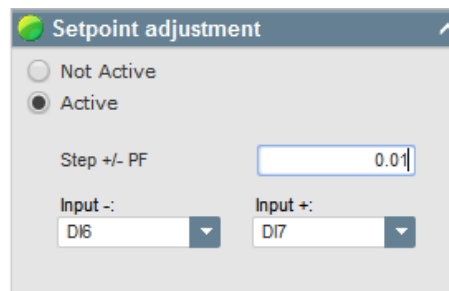 Setpoint adjustment
Not Active
Active
Step +/- PF 0.01
Input -: Input +:
DI6 DI7